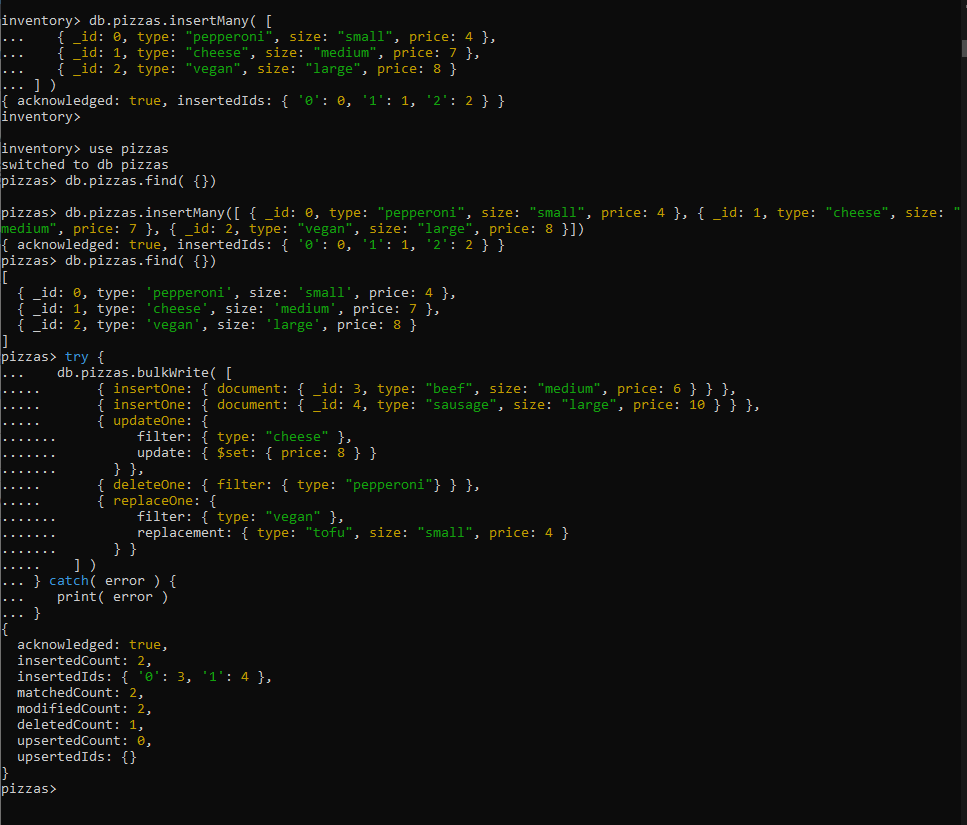 inventory> db.pizzas.insertMany( [
...    { _id: 0, type: "pepperoni", size: "small", price: 4 },
...    { _id: 1, type: "cheese", size: "medium", price: 7 },
...    { _id: 2, type: "vegan", size: "large", price: 8 }
... ] )
{ acknowledged: true, insertedIds: { '0': 0, '1': 1, '2': 2 } }
inventory>

inventory> use pizzas
switched to db pizzas
pizzas> db.pizzas.find( {})

pizzas> db.pizzas.insertMany([ { _id: 0, type: "pepperoni", size: "small", price: 4 }, { _id: 1, type: "cheese", size: "
medium", price: 7 }, { _id: 2, type: "vegan", size: "large", price: 8 }])
{ acknowledged: true, insertedIds: { '0': 0, '1': 1, '2': 2 } }
pizzas> db.pizzas.find( {})
[
  { _id: 0, type: 'pepperoni', size: 'small', price: 4 },
  { _id: 1, type: 'cheese', size: 'medium', price: 7 },
  { _id: 2, type: 'vegan', size: 'large', price: 8 }
]
pizzas> try {
...    db.pizzas.bulkWrite( [
.....       { insertOne: { document: { _id: 3, type: "beef", size: "medium", price: 6 } } },
.....       { insertOne: { document: { _id: 4, type: "sausage", size: "large", price: 10 } } },
.....       { updateOne: {
.......          filter: { type: "cheese" },
.......          update: { $set: { price: 8 } }
.......       } },
.....       { deleteOne: { filter: { type: "pepperoni"} } },
.....       { replaceOne: {
.......          filter: { type: "vegan" },
.......          replacement: { type: "tofu", size: "small", price: 4 }
.......       } }
.....    ] )
... } catch( error ) {
...    print( error )
... }
{
  acknowledged: true,
  insertedCount: 2,
  insertedIds: { '0': 3, '1': 4 },
  matchedCount: 2,
  modifiedCount: 2,
  deletedCount: 1,
  upsertedCount: 0,
  upsertedIds: {}
}
pizzas>